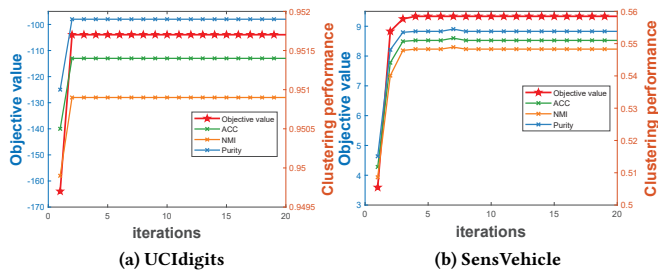 Objective value
-100
-110
-120
-130
-140
-150
-160
-170
0 5 10 15 20
iterations
0.952
0.9515
0.951
0.9505
0.95
0.9495
Clustering performance
Objective value
ACC
NMI
Purity
(a) UCIdigits
Objective value
9
8
7
6
5
4
3
0 5 10 15 20
iterations
0.56
0.55
0.54
0.53
0.52
0.51
0.5
Clustering performance
Objective value
ACC
NMI
Purity
(b) SensVehicle